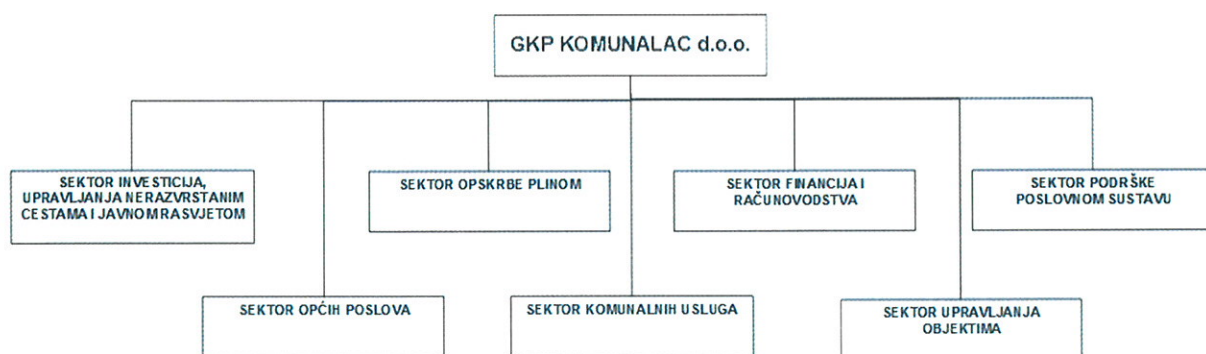 GKP KOMUNALAC d.o.o.
SEKTOR INVESTICIJA,
UPRAVLJANJA NERAZVRSTANIM
CESTAMA I JAVNOM RASVJETOM
SEKTOR OPSKRBE PLINOM
SEKTOR FINANCIJA I
RAČUNOVODSTVA
SEKTOR PODRŠKE
POSLOVNOM SUSTAVU
SEKTOR OPĆIH POSLOVA
SEKTOR KOMUNALNIH USLUGA
SEKTOR UPRAVLJANJA
OBJEKTIMA